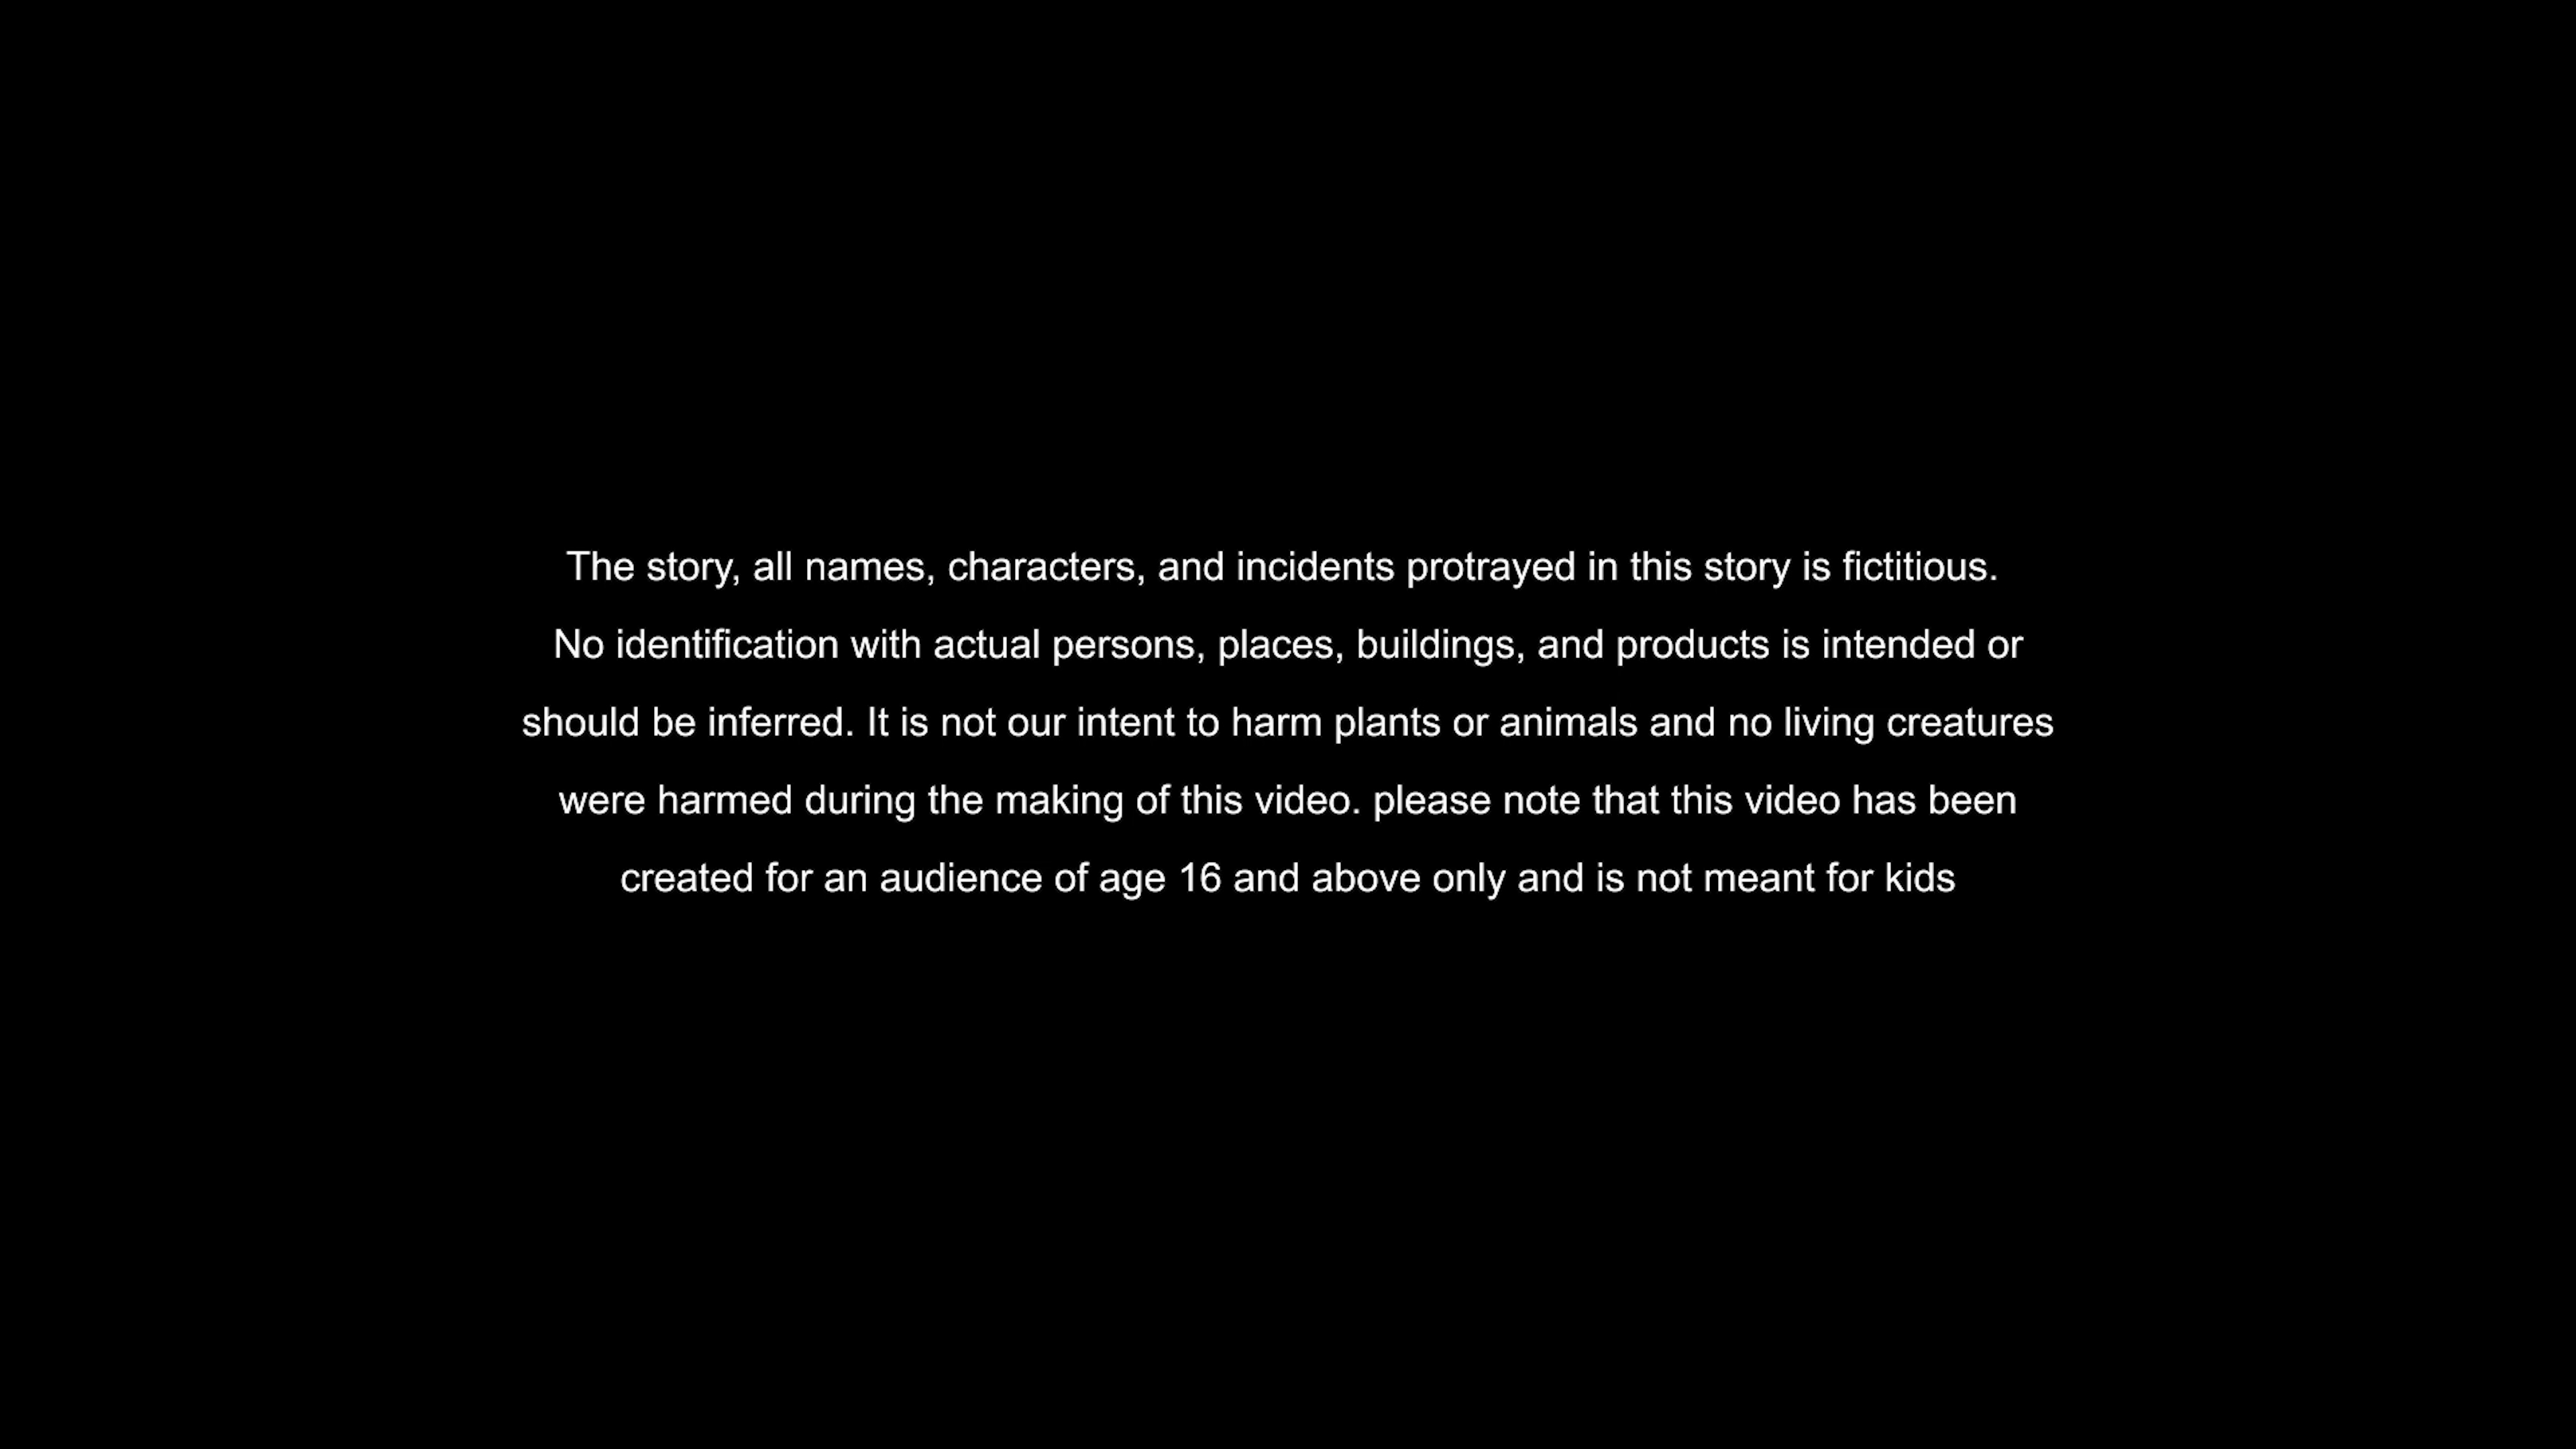 The story, all names, characters, and incidents protrayed in this story is fictitious.
No identification with actual persons, places, buildings, and products is intended or
should be inferred. It is not our intent to harm plants or animals and no living creatures
were harmed during the making of this video. please note that this video has been
created for an audience of age 16 and above only and is not meant for kids